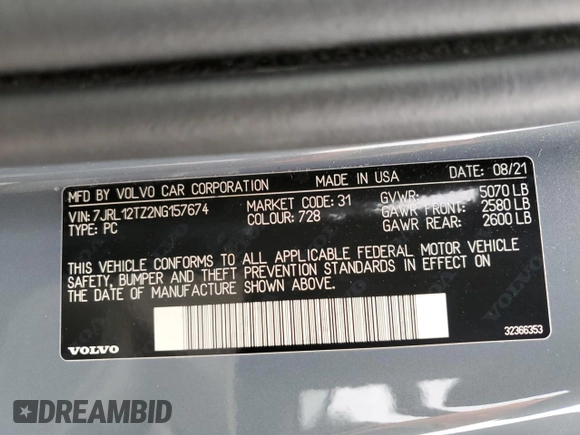 MFD BY VOLVO CAR CORPORATION MADE IN USA DATE: 08/21
VIN: 7JRL12TZ2NG157674 MARKET CODE: 31 GVWR: 5070 LB
TYPE: PC COLOUR: 728 GAWR FRONT: 2580 LB
GAWR REAR: 2600 LB
THIS VEHICLE CONFORMS TO ALL APPLICABLE FEDERAL MOTOR VEHICLE
SAFETY, BUMPER AND THEFT PREVENTION STANDARDS IN EFFECT ON
THE DATE OF MANUFACTURE SHOWN ABOVE.
VOLVO 32366353
DREAMBID